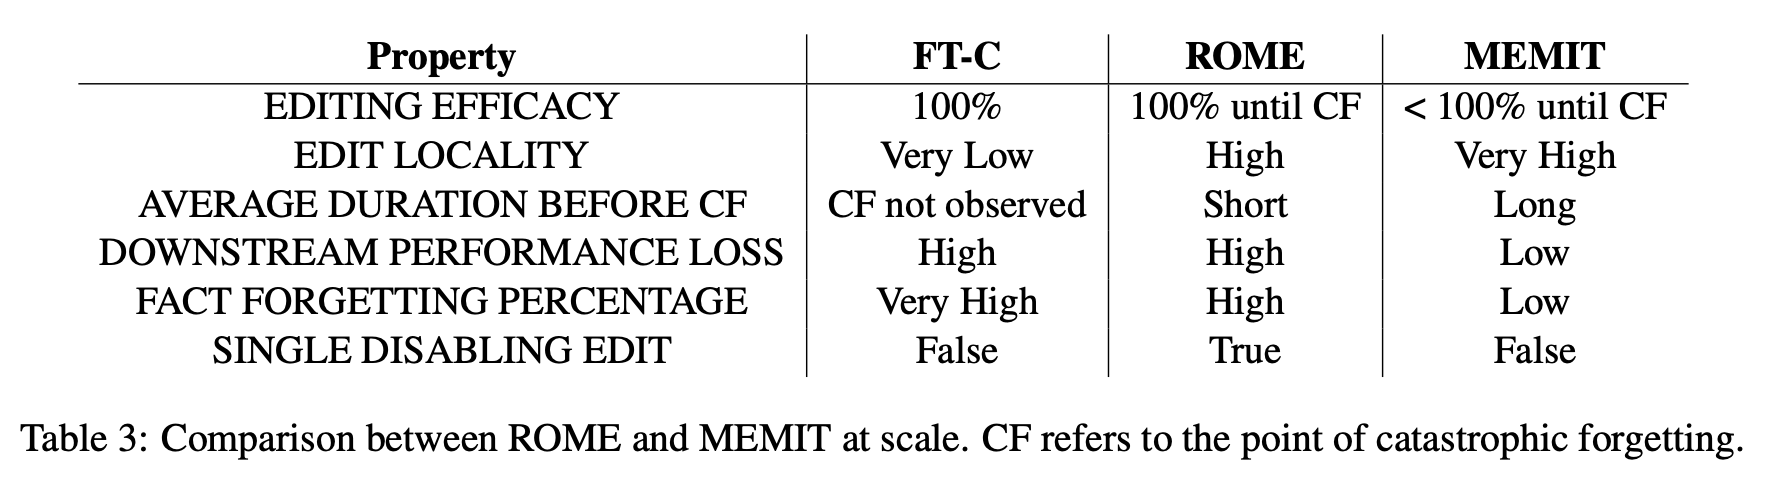 Property FT-C ROME MEMIT
EDITING EFFICACY 100% 100% until CF < 100% until CF
EDIT LOCALITY Very Low High Very High
AVERAGE DURATION BEFORE CF CF not observed Short Long
DOWNSTREAM PERFORMANCE LOSS High High Low
FACT FORGETTING PERCENTAGE Very High High Low
SINGLE DISABLING EDIT False True False
Table 3: Comparison between ROME and MEMIT at scale. CF refers to the point of catastrophic forgetting.